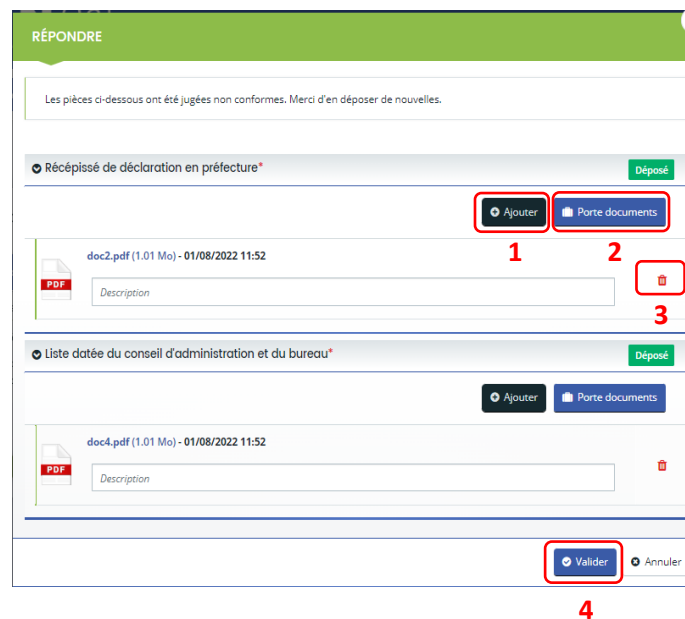 RÉPONDRE
Les pièces ci-dessous ont été jugées non conformes. Merci d'en déposer de nouvelles.
Récépissé de déclaration en préfecture*
Déposé
Ajouter Porte documents
1 2
doc2.pdf (1.01 Mo) - 01/08/2022 11:52
PDF
Description
3
Liste datée du conseil d'administration et du bureau*
Déposé
Ajouter Porte documents
doc4.pdf (1.01 Mo) - 01/08/2022 11:52
PDF
Description
Valider Annuler
4